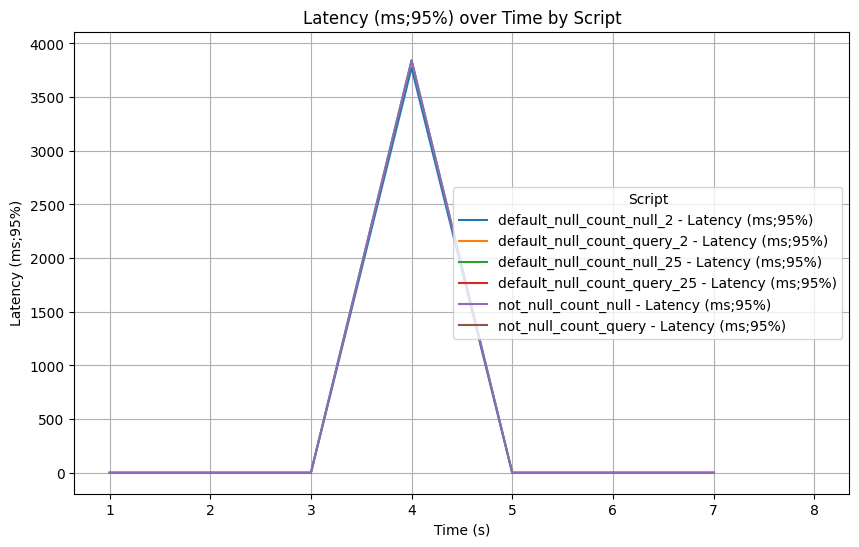 Latency (ms;95%) over Time by Script
Latency (ms;95%)
4000
3500
3000
2500
2000
1500
1000
500
0
Script
default_null_count_null_2 - Latency (ms;95%)
default_null_count_query_2 - Latency (ms;95%)
default_null_count_null_25 - Latency (ms;95%)
default_null_count_query_25 - Latency (ms;95%)
not_null_count_null - Latency (ms;95%)
not_null_count_query - Latency (ms;95%)
1 2 3 4 5 6 7 8
Time (s)